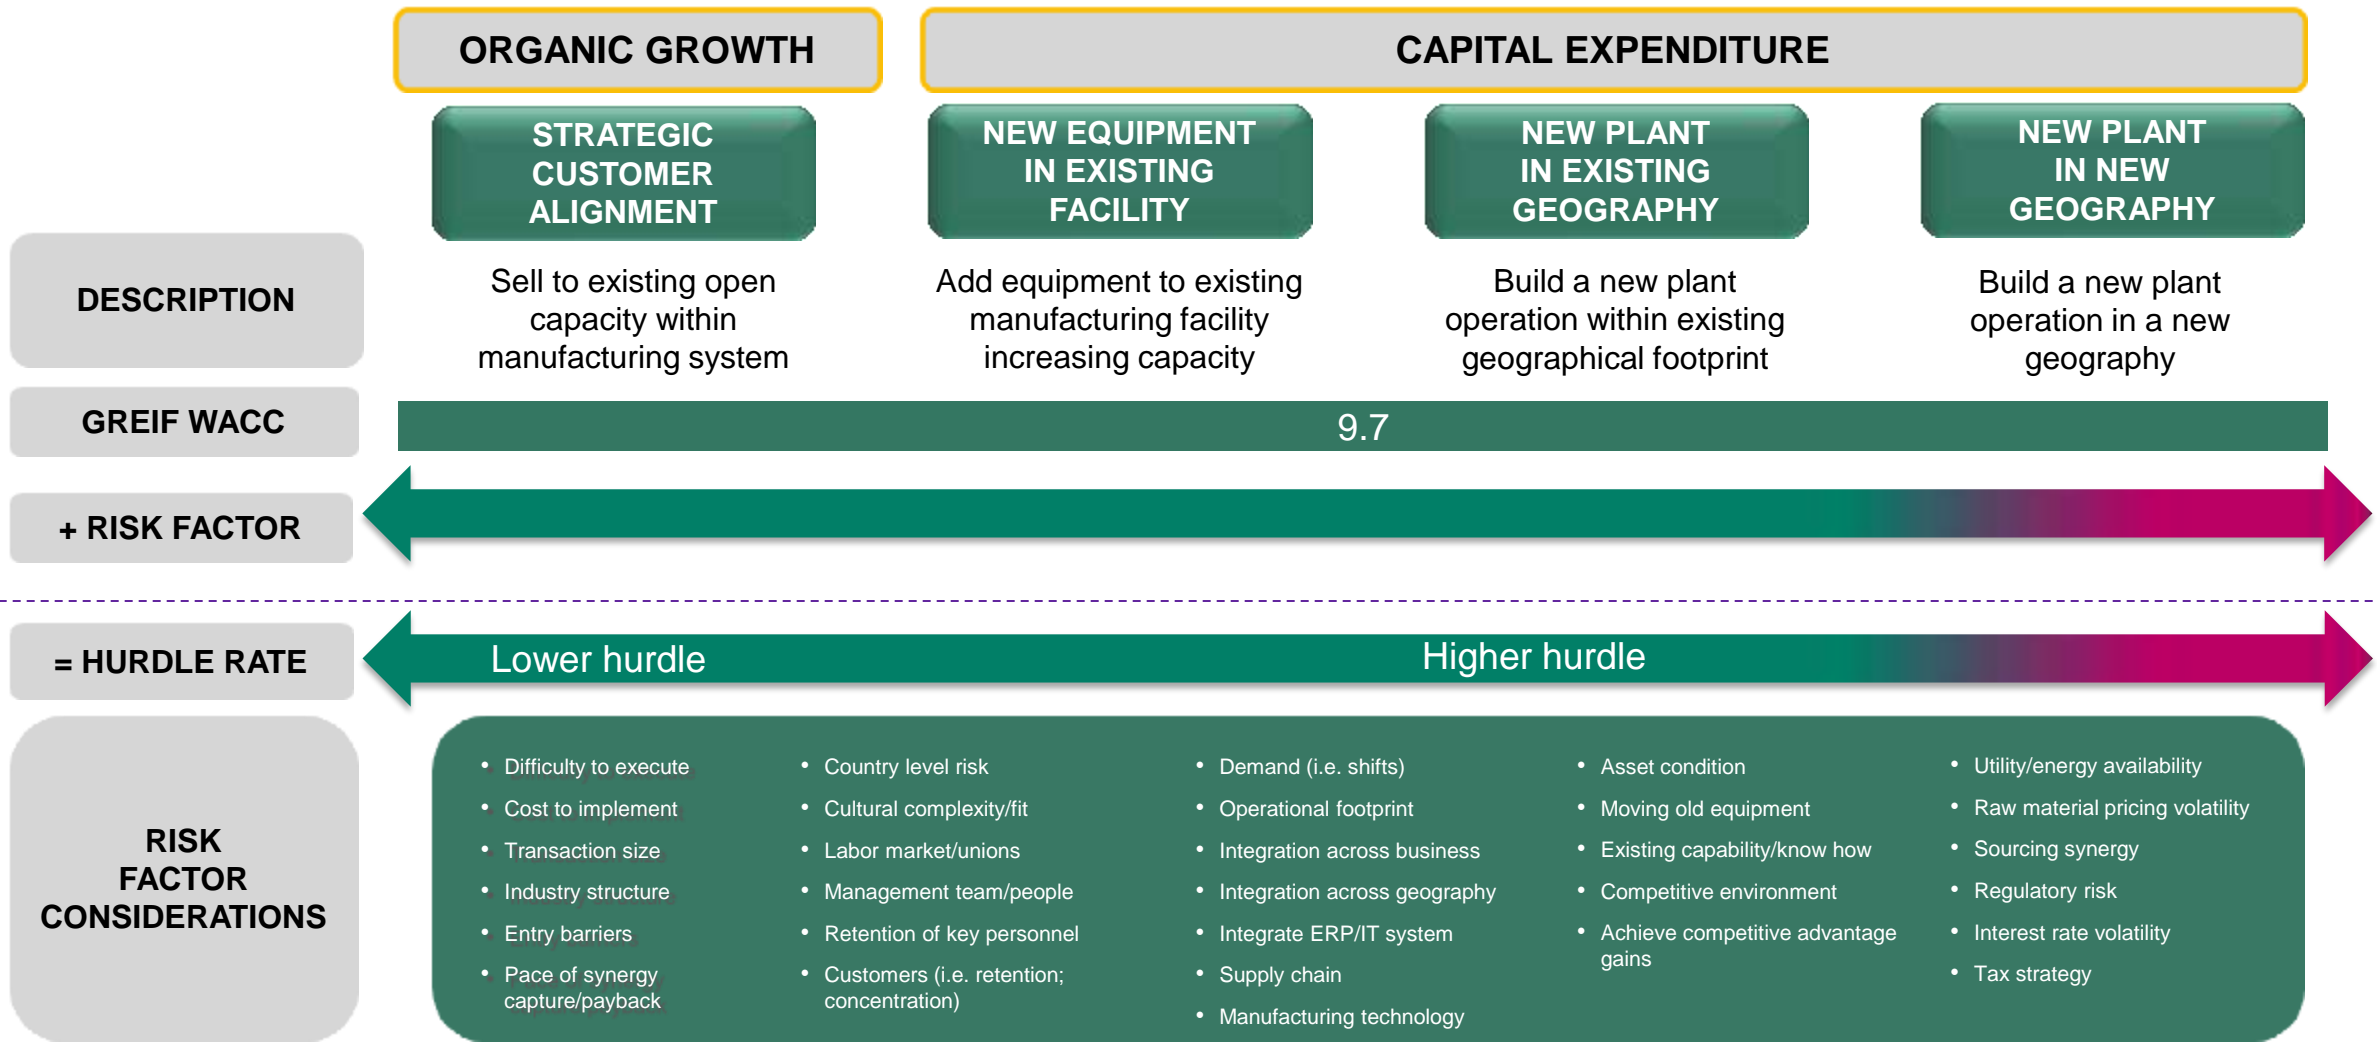 ORGANIC GROWTH
CAPITAL EXPENDITURE
STRATEGIC
CUSTOMER
ALIGNMENT
NEW EQUIPMENT
IN EXISTING
FACILITY
NEW PLANT
IN EXISTING
GEOGRAPHY
NEW PLANT
IN NEW
GEOGRAPHY
DESCRIPTION
Sell to existing open
capacity within
manufacturing system
Add equipment to existing
manufacturing facility
increasing capacity
Build a new plant
operation within existing
geographical footprint
Build a new plant
operation in a new
geography
GREIF WACC
9.7
+ RISK FACTOR
= HURDLE RATE
Lower hurdle
Higher hurdle
RISK
FACTOR
CONSIDERATIONS
• Difficulty to execute
• Cost to implement
• Transaction size
• Industry structure
• Entry barriers
• Pace of synergy
capture/payback
• Country level risk
• Cultural complexity/fit
• Labor market/unions
• Management team/people
• Retention of key personnel
• Customers (i.e. retention;
concentration)
• Demand (i.e. shifts)
• Operational footprint
• Integration across business
• Integration across geography
• Integrate ERP/IT system
• Supply chain
• Manufacturing technology
• Asset condition
• Moving old equipment
• Existing capability/know how
• Competitive environment
• Achieve competitive advantage
gains
• Utility/energy availability
• Raw material pricing volatility
• Sourcing synergy
• Regulatory risk
• Interest rate volatility
• Tax strategy